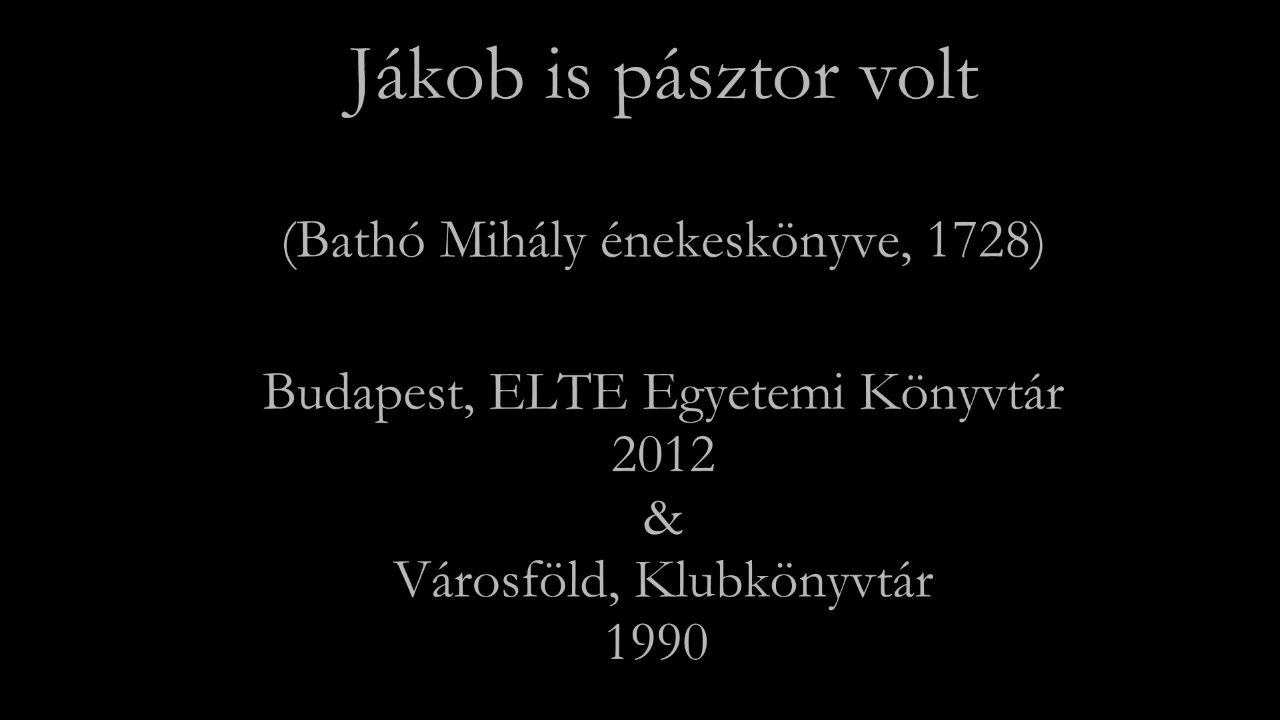 Jákob is pásztor volt
(Bathó Mihály énekeskönyve, 1728)
Budapest, ELTE Egyetemi Könyvtár
2012
&
Városföld, Klubkönyvtár
1990